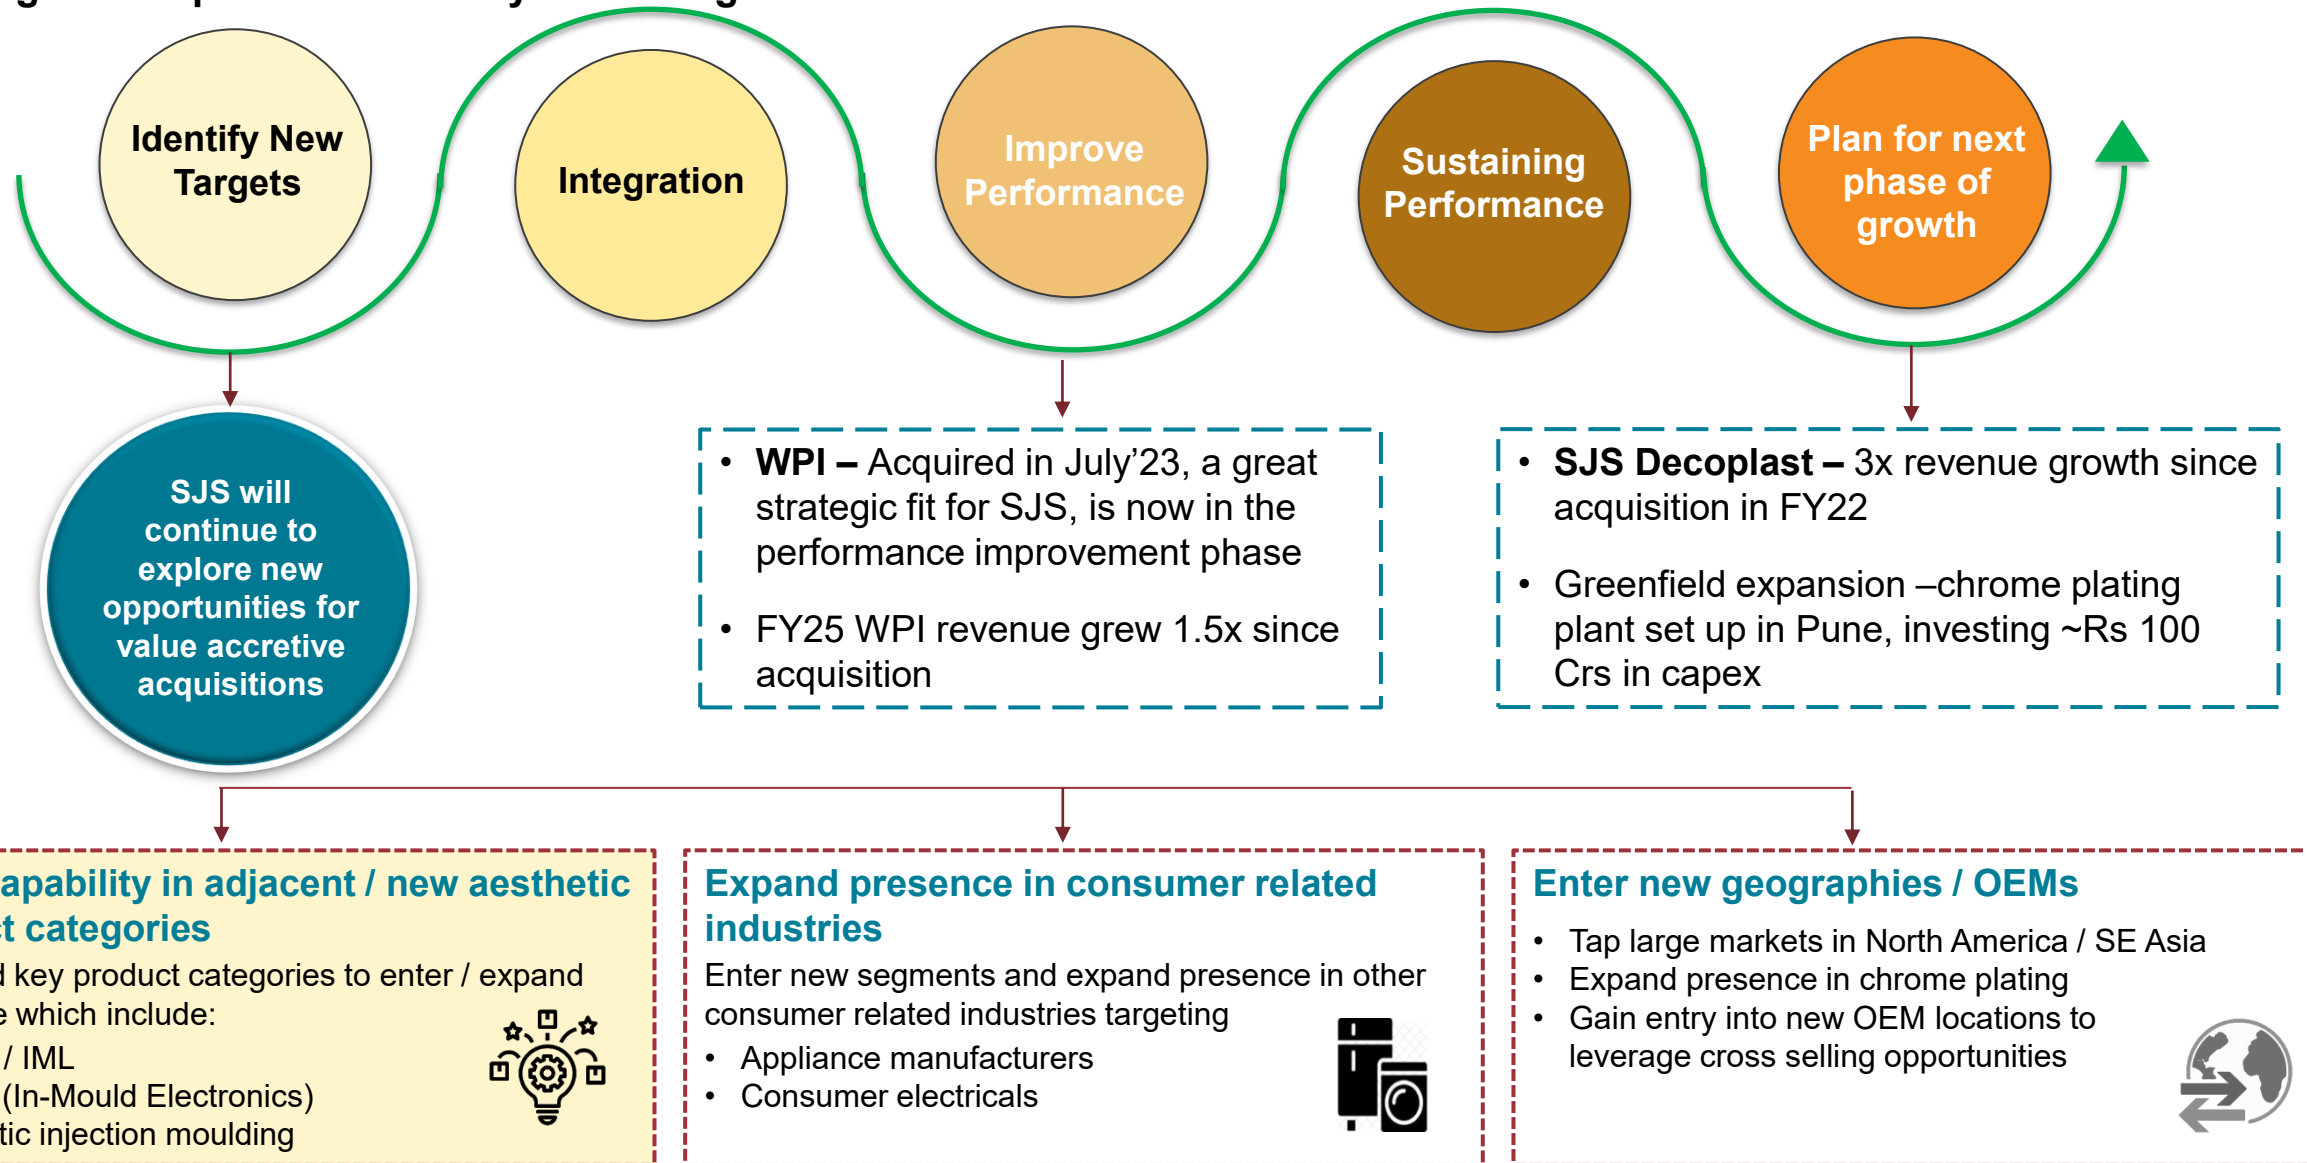 Identify New
Targets
Integration
Improve
Performance
Sustaining
Performance
Plan for next
phase of
growth
SJS will
continue to
explore new
opportunities for
value accretive
acquisitions
• WPI – Acquired in July’23, a great
strategic fit for SJS, is now in the
performance improvement phase
• FY25 WPI revenue grew 1.5x since
acquisition
• SJS Decoplast – 3x revenue growth since
acquisition in FY22
• Greenfield expansion –chrome plating
plant set up in Pune, investing ~Rs 100
Crs in capex
apability in adjacent / new aesthetic
ct categories
key product categories to enter / expand
which include:
/ IML
(In-Mould Electronics)
tic injection moulding
Expand presence in consumer related
industries
Enter new segments and expand presence in other
consumer related industries targeting
• Appliance manufacturers
• Consumer electricals
Enter new geographies / OEMs
• Tap large markets in North America / SE Asia
• Expand presence in chrome plating
• Gain entry into new OEM locations to
leverage cross selling opportunities